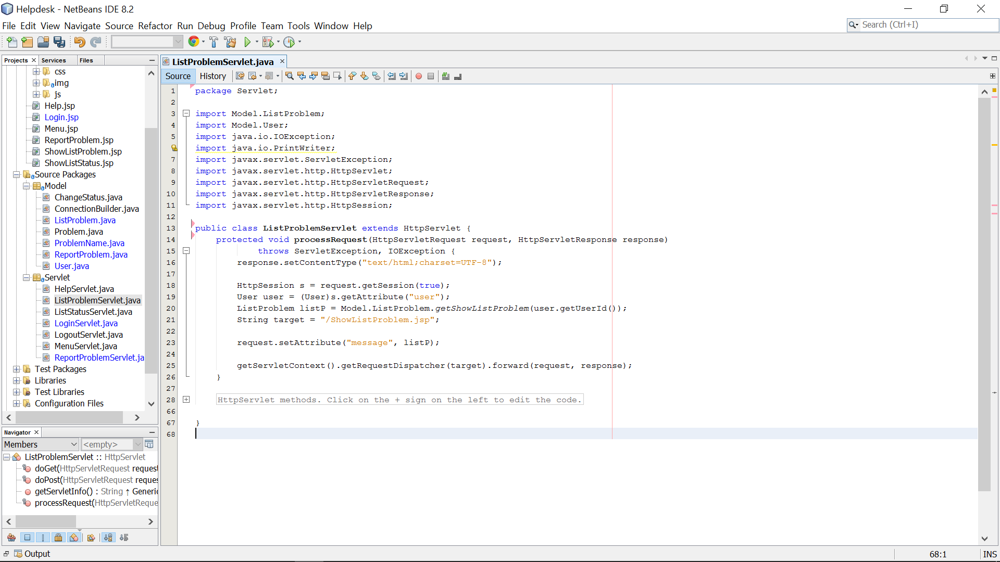 Helpdesk - NetBeans IDE 8.2
File Edit View Navigate Source Refactor Run Debug Profile Team Tools Window Help
Search (Ctrl+I)
Projects Services Files
css
img
js
Help.jsp
Login.jsp
Menu.jsp
ReportProblem.jsp
ShowListProblem.jsp
ShowListStatus.jsp
Source Packages
Model
ChangeStatus.java
ConnectionBuilder.java
ListProblem.java
Problem.java
ProblemName.java
ReportProblem.java
User.java
Servlet
HelpServlet.java
ListProblemServlet.java
ListStatusServlet.java
LoginServlet.java
LogoutServlet.java
MenuServlet.java
ReportProblemServlet.ja
Test Packages
Libraries
Test Libraries
Configuration Files
Navigator
Members <empty>
ListProblemServlet :: HttpServlet
doGet(HttpServletRequest request
doPost(HttpServletRequest reques
getServletInfo() : String ↑ Generic
processRequest(HttpServletReque
ListProblemServlet.java
Source History
1 package Servlet;
2
3 import Model.ListProblem;
4 import Model.User;
5 import java.io.IOException;
import java.io.PrintWriter;
7 import javax.servlet.ServletException;
8 import javax.servlet.http.HttpServlet;
9 import javax.servlet.http.HttpServletRequest;
10 import javax.servlet.http.HttpServletResponse;
11 import javax.servlet.http.HttpSession;
12
13 public class ListProblemServlet extends HttpServlet {
14 protected void processRequest(HttpServletRequest request, HttpServletResponse response)
15 throws ServletException, IOException {
16 response.setContentType("text/html;charset=UTF-8");
17
18 HttpSession s = request.getSession(true);
19 User user = (User)s.getAttribute("user");
20 ListProblem listP = Model.ListProblem.getShowListProblem(user.getUserId());
21 String target = "/ShowListProblem.jsp";
22
23 request.setAttribute("message", listP);
24
25 getServletContext().getRequestDispatcher(target).forward(request, response);
26 }
27
28 HttpServlet methods. Click on the + sign on the left to edit the code.
66
67 }
68
Output
68:1 INS